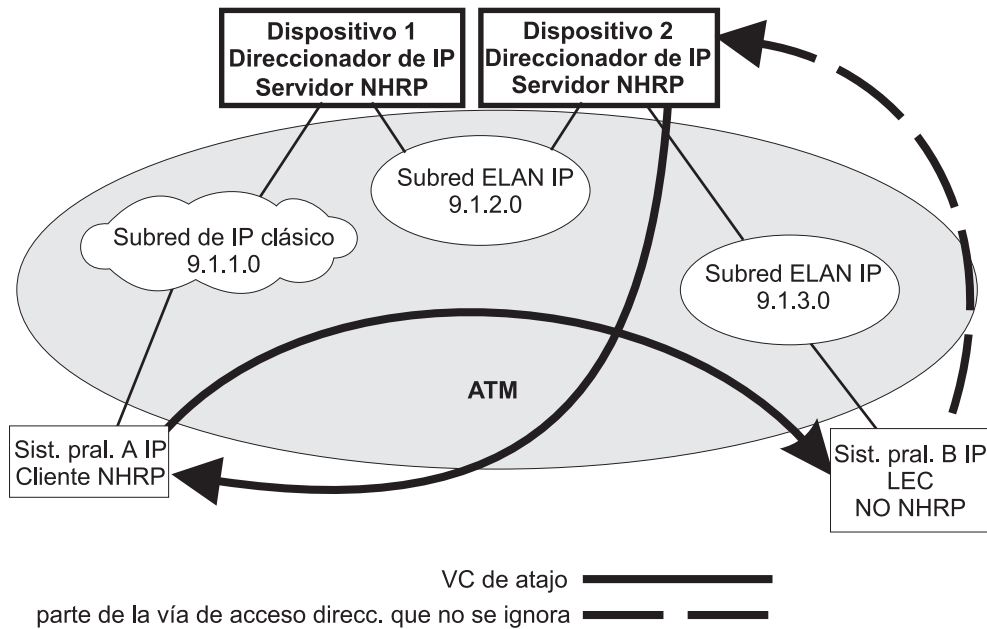 Dispositivo 1
Direccionador de IP
Servidor NHRP
Dispositivo 2
Direccionador de IP
Servidor NHRP
Subred ELAN IP
9.1.2.0
Subred de IP clásico
9.1.1.0
Subred ELAN IP
9.1.3.0
ATM
Sist. pral. A IP
Cliente NHRP
Sist. pral. B IP
LEC
NO NHRP
VC de atajo
parte de la vía de acceso direcc. que no se ignora